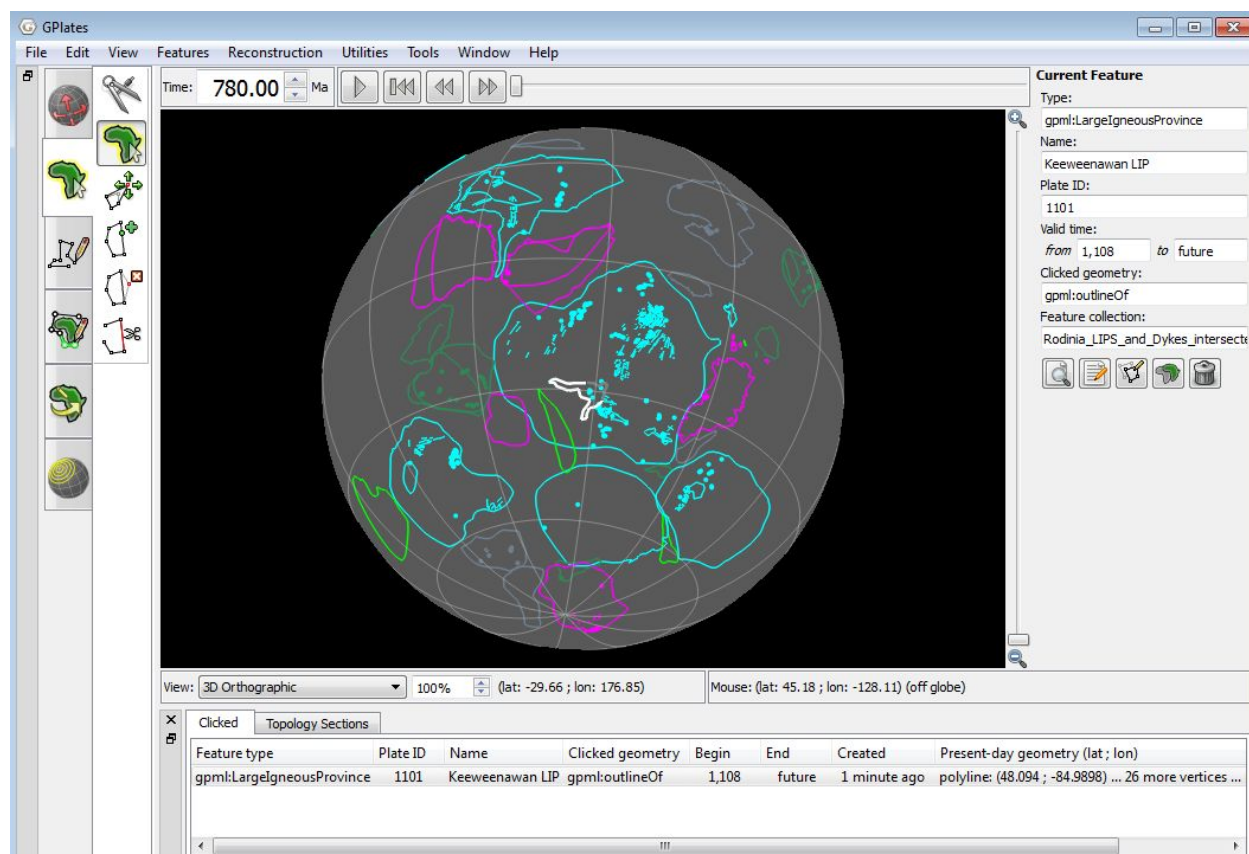 GPlates
File Edit View Features Reconstruction Utilities Tools Window Help
Time: 780.00 Ma
Current Feature
Type:
gpml:LargeIgneousProvince
Name:
Keeweenawan LIP
Plate ID:
1101
Valid time:
from 1,108 to future
Clicked geometry:
gpml:outlineOf
Feature collection:
Rodinia_LIPS_and_Dykes_intersecte
View: 3D Orthographic 100% (lat: -29.66 ; lon: 176.85) Mouse: (lat: 45.18 ; lon: -128.11) (off globe)
Clicked Topology Sections
Feature type Plate ID Name Clicked geometry Begin End Created Present-day geometry (lat ; lon)
gpml:LargeIgneousProvince 1101 Keeweenawan LIP gpml:outlineOf 1,108 future 1 minute ago polyline: (48.094 ; -84.9898) ... 26 more vertices ...